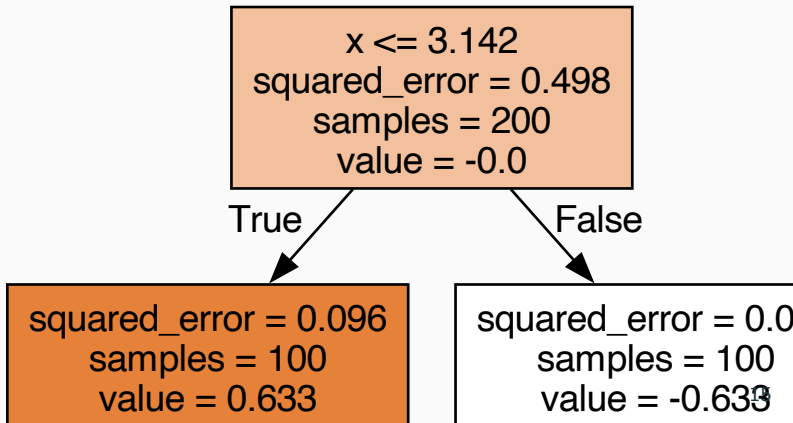 x <= 3.142
squared_error = 0.498
samples = 200
value = -0.0
True
False
squared_error = 0.096
samples = 100
value = 0.633
squared_error = 0.0
samples = 100
value = -0.633
15